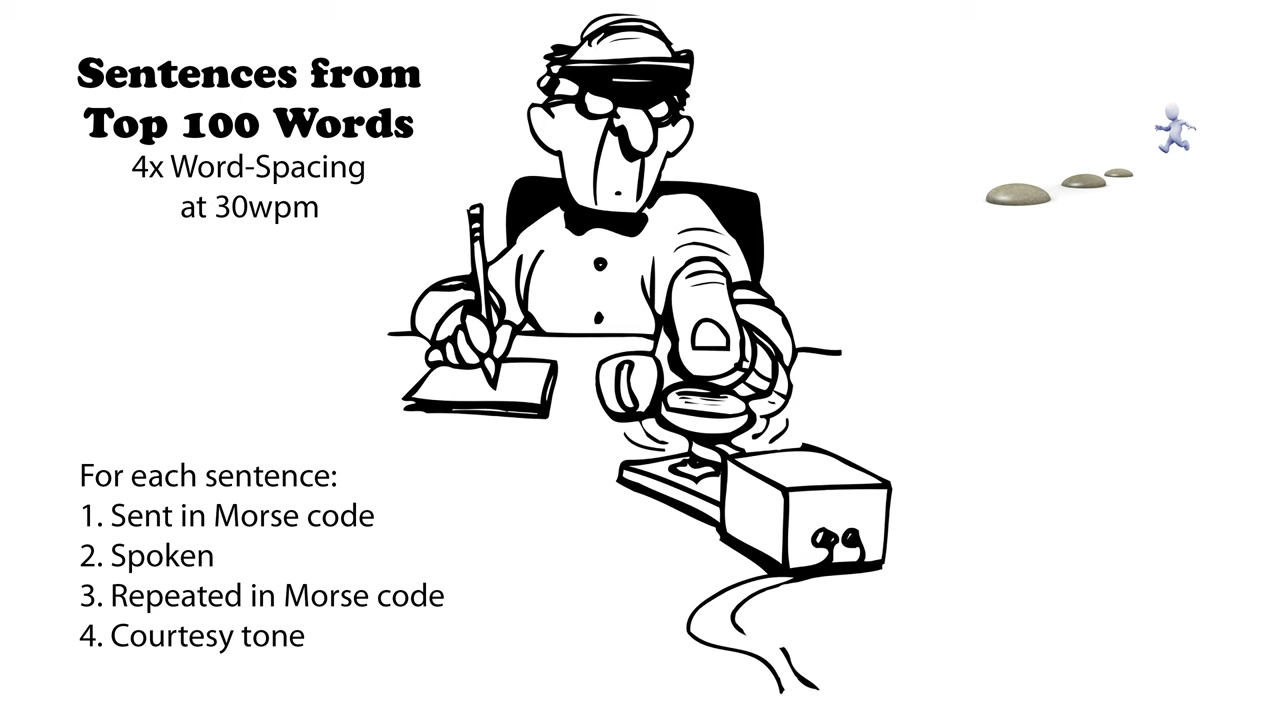 Sentences from
Top 100 Words
4x Word-Spacing
at 30wpm
For each sentence:
1. Sent in Morse code
2. Spoken
3. Repeated in Morse code
4. Courtesy tone